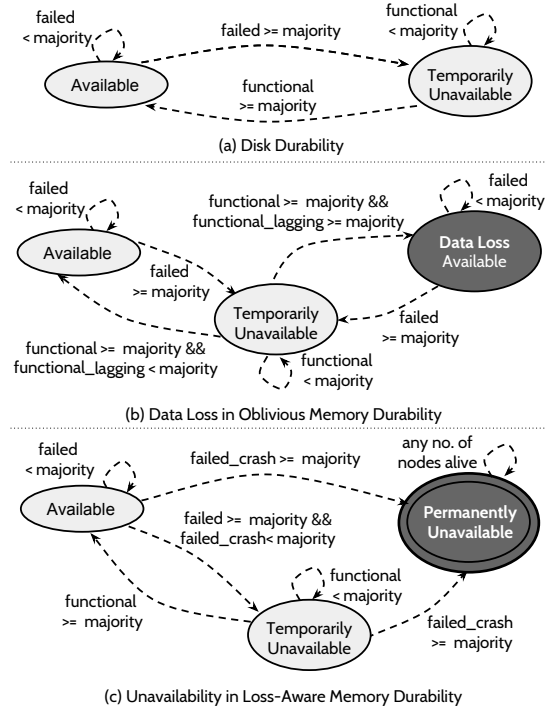 failed
< majority
failed >= majority
functional
< majority
Available
Temporarily
Unavailable
functional
>= majority
(a) Disk Durability
failed
< majority
functional >= majority &&
functional_lagging >= majority
failed
< majority
Available
Data Loss
Available
failed
>= majority
Temporarily
Unavailable
failed
>= majority
functional >= majority &&
functional_lagging < majority
functional
< majority
(b) Data Loss in Oblivious Memory Durability
failed
< majority
failed_crash >= majority
any no. of
nodes alive
Available
Permanently
Unavailable
failed >= majority &&
failed_crash< majority
functional
< majority
functional
>= majority
Temporarily
Unavailable
failed_crash
>= majority
(c) Unavailability in Loss-Aware Memory Durability